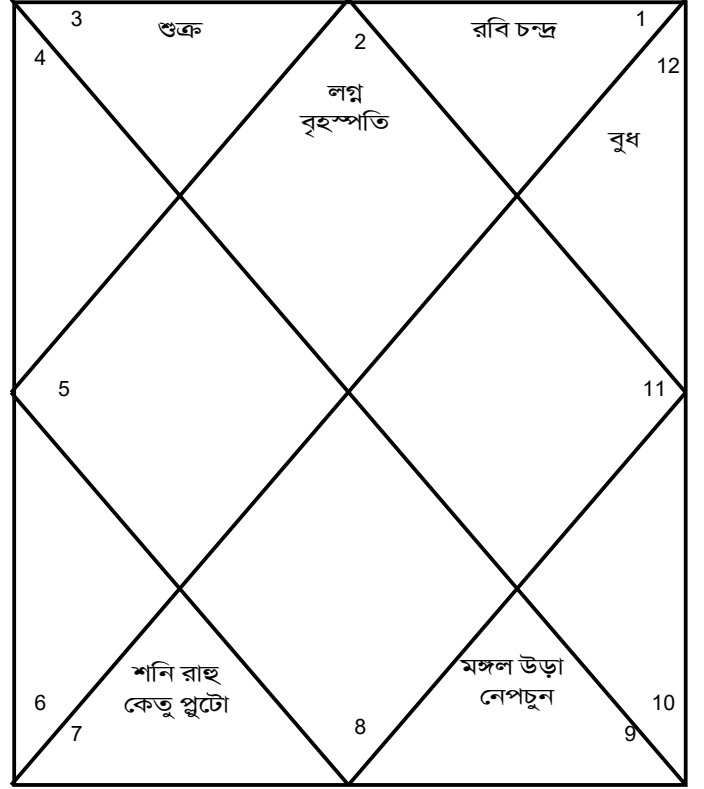 3
শুক্র
2
রবি চন্দ্র
1
4
12
লগ্ন
বৃহস্পতি
বুধ
5
11
শনি রাহু
কেতু প্লুটো
মঙ্গল উড়া
নেপচুন
6
7
8
9
10